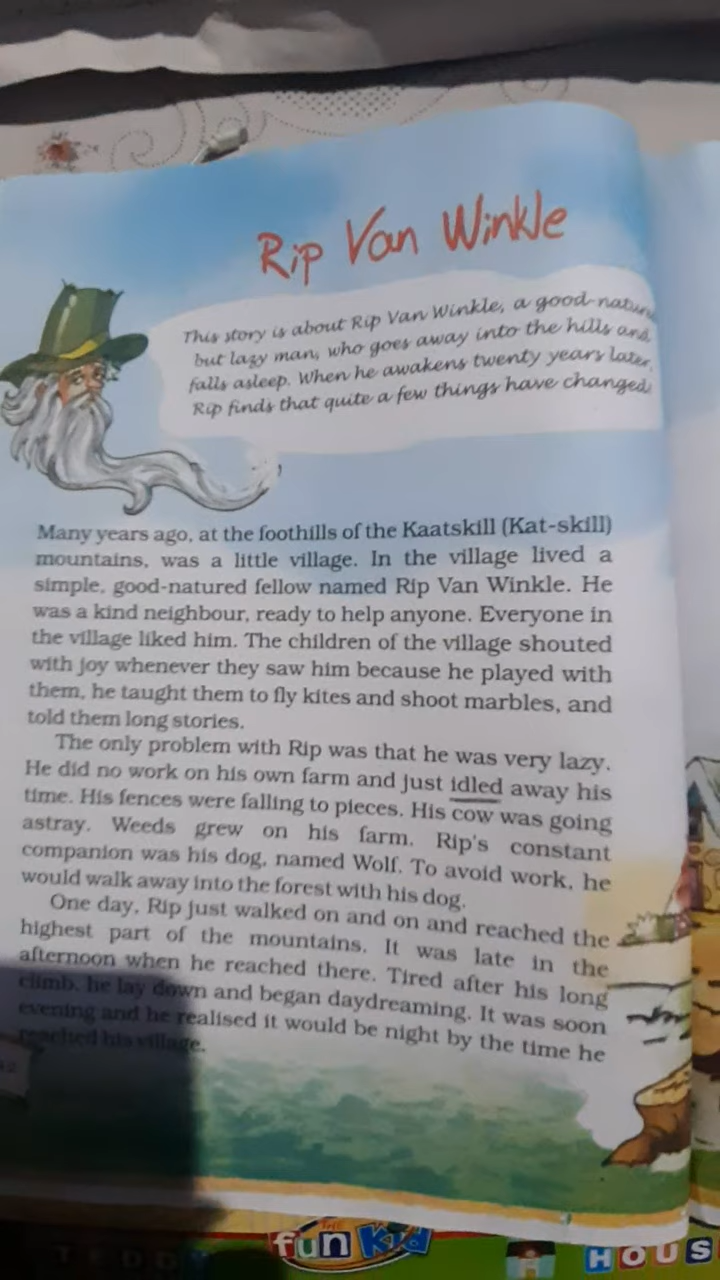 Rip Van Winkle
This story is about Rip Van Winkle, a good-natur
but lazy man, who goes away into the hills and
falls asleep. When he awakens twenty years later,
Rip finds that quite a few things have changed.
Many years ago, at the foothills of the Kaatskill (Kat-skill)
mountains, was a little village. In the village lived a
simple, good-natured fellow named Rip Van Winkle. He
was a kind neighbour, ready to help anyone. Everyone in
the village liked him. The children of the village shouted
with joy whenever they saw him because he played with
them, he taught them to fly kites and shoot marbles, and
told them long stories.
The only problem with Rip was that he was very lazy.
He did no work on his own farm and just idled away his
time. His fences were falling to pieces. His cow was going
astray. Weeds grew on his farm. Rip's constant
companion was his dog, named Wolf. To avoid work, he
would walk away into the forest with his dog.
One day, Rip just walked on and on and reached the
highest part of the mountains. It was late in the
afternoon when he reached there. Tired after his long
climb, he lay down and began daydreaming. It was soon
evening and he realised it would be night by the time he
reached his village.
THE
fun Kid
TEDD
HOUS